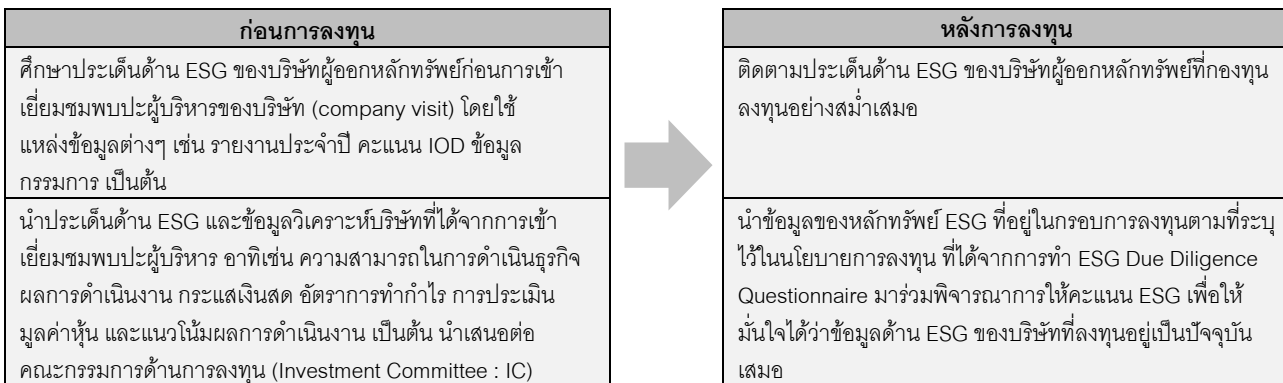 ก่อนการลงทุน
ศึกษาประเด็นด้าน ESG ของบริษัทผู้ออกหลักทรัพย์ก่อนการเข้า
เยี่ยมชมพบปะผู้บริหารของบริษัท (company visit) โดยใช้
แหล่งข้อมูลต่างๆ เช่น รายงานประจำปี คะแนน IOD ข้อมูล
กรรมการ เป็นต้น
นำประเด็นด้าน ESG และข้อมูลวิเคราะห์บริษัทที่ได้จากการเข้า
เยี่ยมชมพบปะผู้บริหาร อาทิเช่น ความสามารถในการดำเนินธุรกิจ
ผลการดำเนินงาน กระแสเงินสด อัตราการทำกำไร การประเมิน
มูลค่าหุ้น และแนวโน้มผลการดำเนินงาน เป็นต้น นำเสนอต่อ
คณะกรรมการด้านการลงทุน (Investment Committee : IC)
หลังการลงทุน
ติดตามประเด็นด้าน ESG ของบริษัทผู้ออกหลักทรัพย์ที่กองทุน
ลงทุนอย่างสม่ำเสมอ
นำข้อมูลของหลักทรัพย์ ESG ที่อยู่ในกรอบการลงทุนตามที่ระบุ
ไว้ในนโยบายการลงทุน ที่ได้จากการทำ ESG Due Diligence
Questionnaire มาร่วมพิจารณาการให้คะแนน ESG เพื่อให้
มั่นใจได้ว่าข้อมูลด้าน ESG ของบริษัทที่ลงทุนอยู่เป็นปัจจุบัน
เสมอ